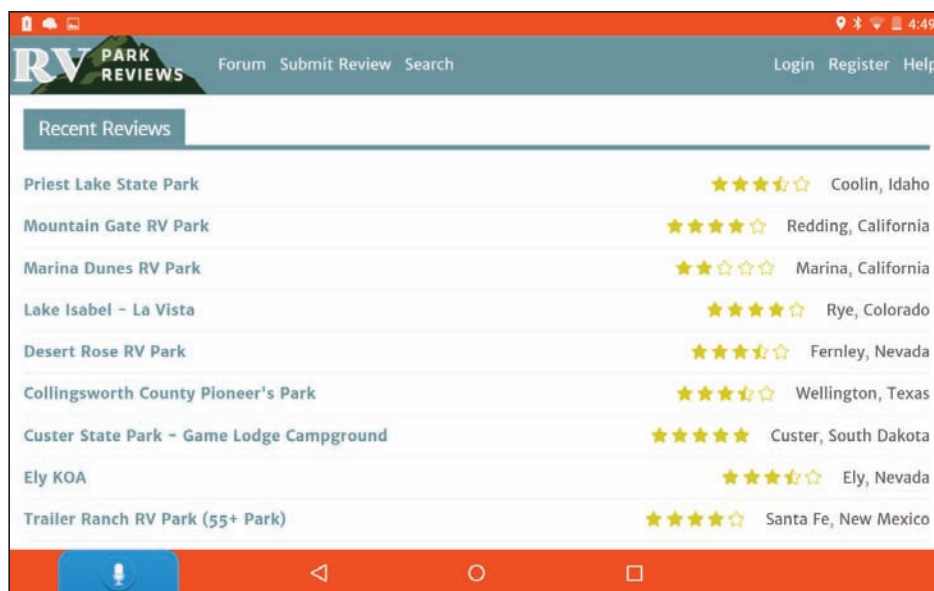 4:49
RV PARK REVIEWS
Forum Submit Review Search Login Register Help
Recent Reviews
Priest Lake State Park Coolin, Idaho
Mountain Gate RV Park Redding, California
Marina Dunes RV Park Marina, California
Lake Isabel - La Vista Rye, Colorado
Desert Rose RV Park Fernley, Nevada
Collingsworth County Pioneer's Park Wellington, Texas
Custer State Park - Game Lodge Campground Custer, South Dakota
Ely KOA Ely, Nevada
Trailer Ranch RV Park (55+ Park) Santa Fe, New Mexico